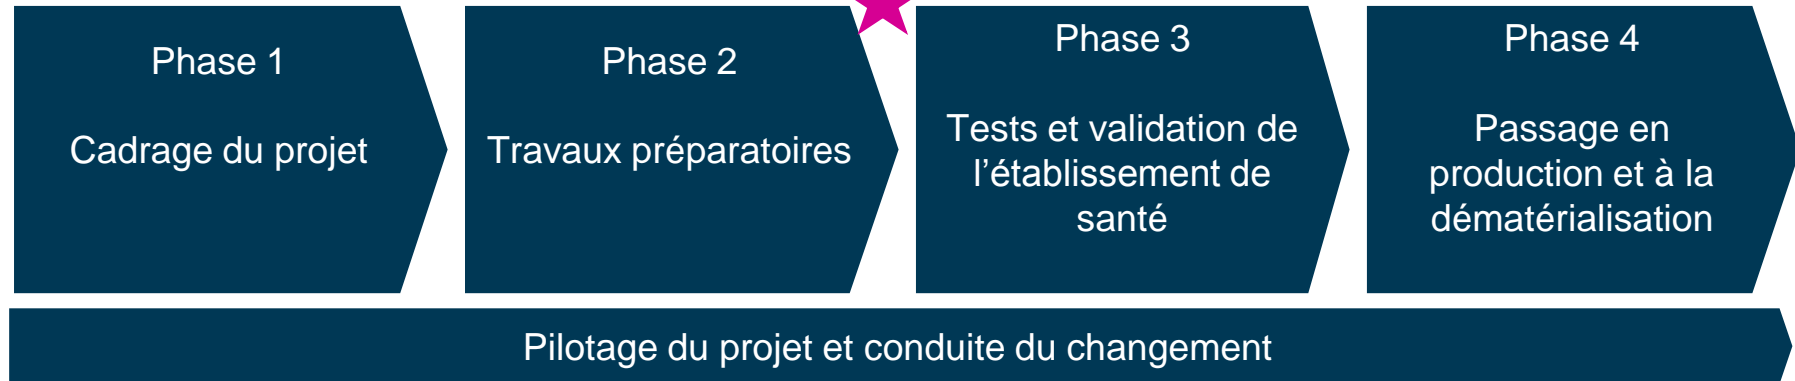 Phase 1
Cadrage du projet
Phase 2
Travaux préparatoires
Phase 3
Tests et validation de
l’établissement de
santé
Phase 4
Passage en
production et à la
dématérialisation
Pilotage du projet et conduite du changement